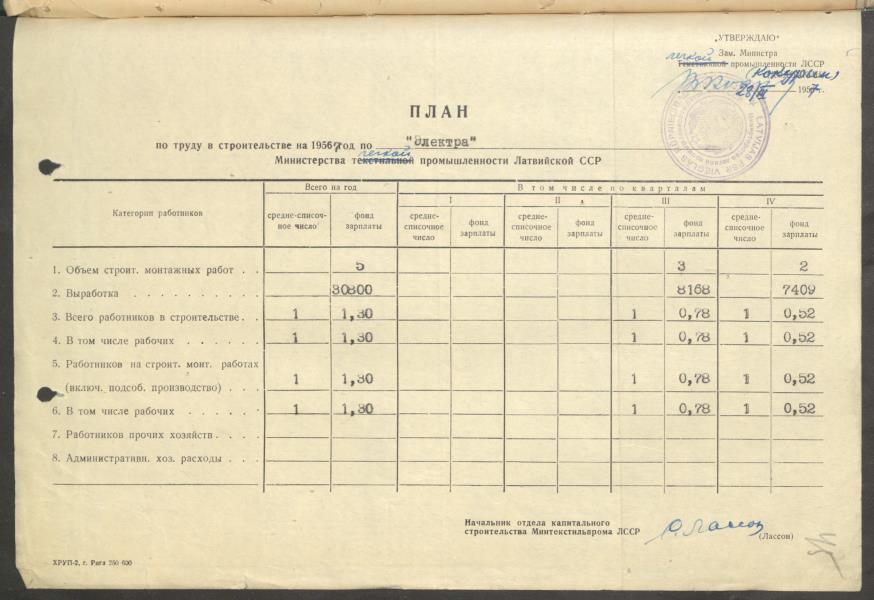 „УТВЕРЖДАЮ"
Зам. Министра
легкой
текстильной промышленности ЛССР
28/III 1957 г.
ПЛАН
по труду в строительстве на 1957 год по "Электра"
легкой
Министерства текстильной промышленности Латвийской ССР
Категория работников | Всего на год | В том числе по кварталам
I | II | III | IV
средне-списочное число | фонд зарплаты | средне-списочное число | фонд зарплаты | средне-списочное число | фонд зарплаты | средне-списочное число | фонд зарплаты | средне-списочное число | фонд зарплаты
1. Объем строит. монтажных работ . . 5 3 2
2. Выработка . . . . . . . . . . 30800 8168 7409
3. Всего работников в строительстве . . 1 1,30 1 0,78 1 0,52
4. В том числе рабочих . . . . . . 1 1,30 1 0,78 1 0,52
5. Работников на строит. монт. работах
(включ. подсоб. производство) . . . 1 1,30 1 0,78 1 0,52
6. В том числе рабочих . . . . . . 1 1,30 1 0,78 1 0,52
7. Работников прочих хозяйств . . . .
8. Административн. хоз. расходы . . .
Начальник отдела капитального
строительства Минтекстильпрома ЛССР
(Лассон)
ХРУП-2, г. Рига 250 600